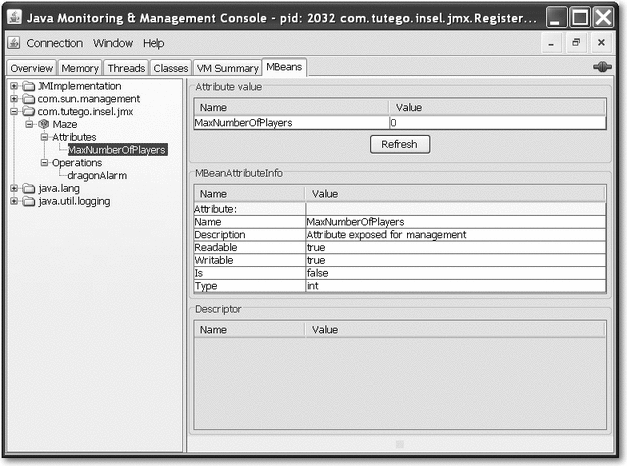 Java Monitoring & Management Console - pid: 2032 com.tutego.insel.jmx.Register...
Connection Window Help
Overview Memory Threads Classes VM Summary MBeans
JMImplementation
com.sun.management
com.tutego.insel.jmx
Maze
Attributes
MaxNumberOfPlayers
Operations
dragonAlarm
java.lang
java.util.logging
Attribute value
Name Value
MaxNumberOfPlayers 0
Refresh
MBeanAttributeInfo
Name Value
Attribute:
Name MaxNumberOfPlayers
Description Attribute exposed for management
Readable true
Writable true
Is false
Type int
Descriptor
Name Value